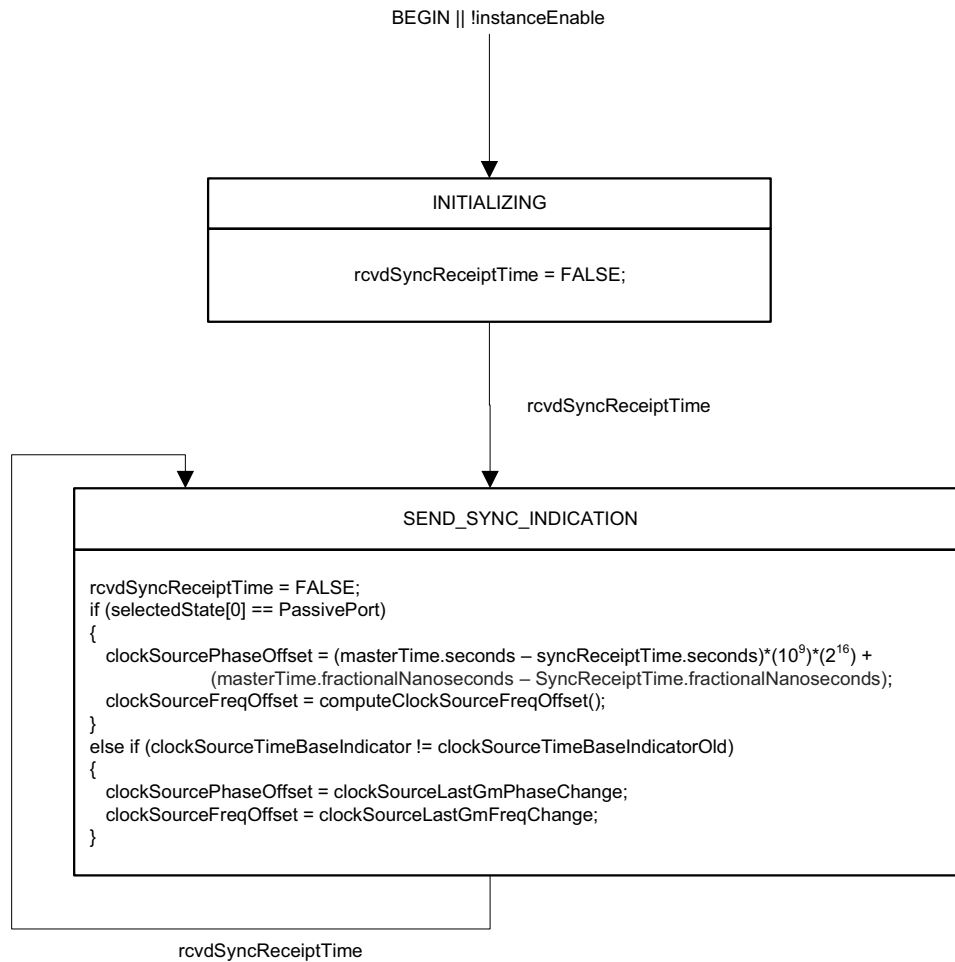 BEGIN || !instanceEnable
INITIALIZING
rcvdSyncReceiptTime = FALSE;
rcvdSyncReceiptTime
SEND_SYNC_INDICATION
rcvdSyncReceiptTime = FALSE;
if (selectedState[0] == PassivePort)
{
clockSourcePhaseOffset = (masterTime.seconds – syncReceiptTime.seconds)*(10⁹)*(2¹⁶) +
(masterTime.fractionalNanoseconds – SyncReceiptTime.fractionalNanoseconds);
clockSourceFreqOffset = computeClockSourceFreqOffset();
}
else if (clockSourceTimeBaseIndicator != clockSourceTimeBaseIndicatorOld)
{
clockSourcePhaseOffset = clockSourceLastGmPhaseChange;
clockSourceFreqOffset = clockSourceLastGmFreqChange;
}
rcvdSyncReceiptTime